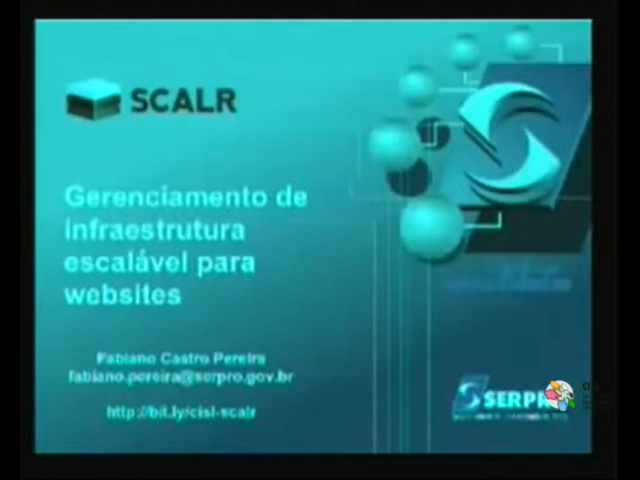 SCALR
Gerenciamento de
infraestrutura
escalável para
websites
Fabiano Castro Pereira
fabiano.pereira@serpro.gov.br
http://bit.ly/cisl-scalr
SERPRO